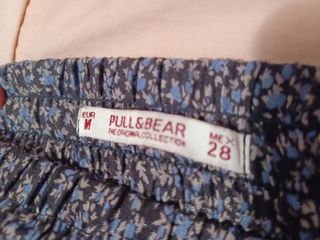 EUR
M
PULL&BEAR
THE ORIGINAL COLLECTION
MEX
28